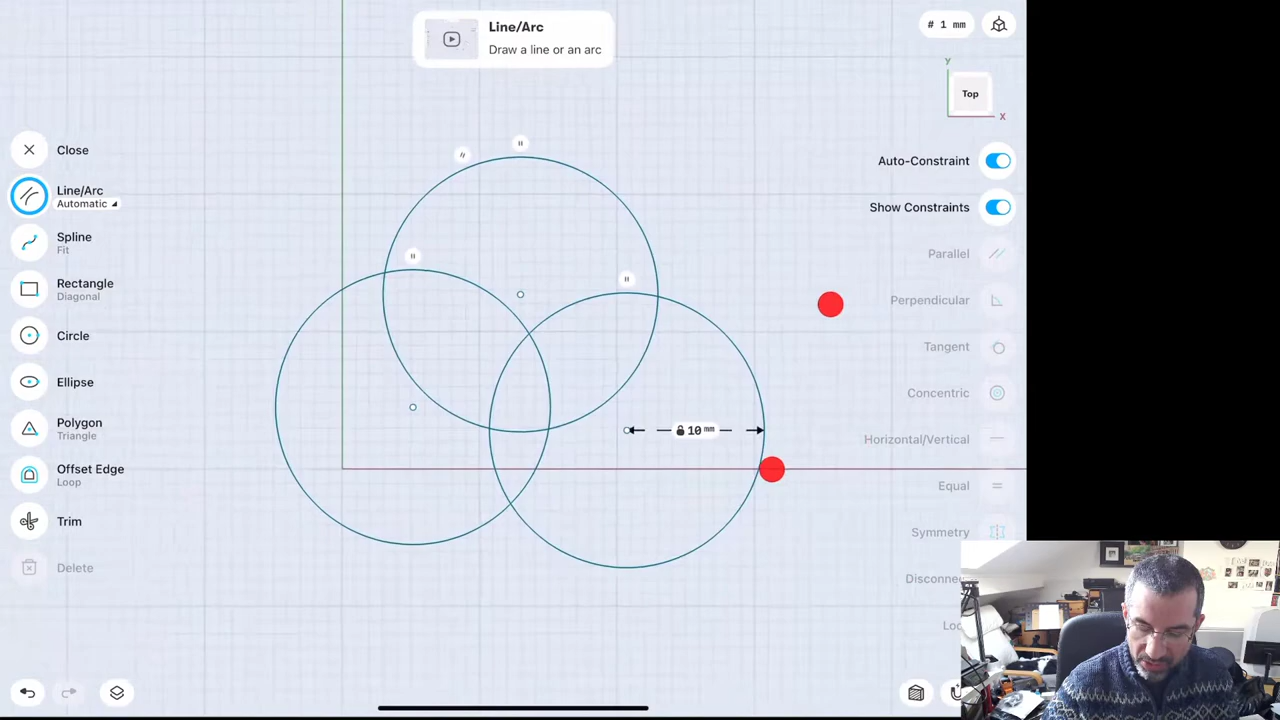 Line/Arc
Draw a line or an arc
# 1 mm
Y
Top
X
Close
Line/Arc
Automatic
Spline
Fit
Rectangle
Diagonal
Circle
Ellipse
Polygon
Triangle
Offset Edge
Loop
Trim
Delete
10 mm
Auto-Constraint
Show Constraints
Parallel
Perpendicular
Tangent
Concentric
Horizontal/Vertical
Equal
Symmetry